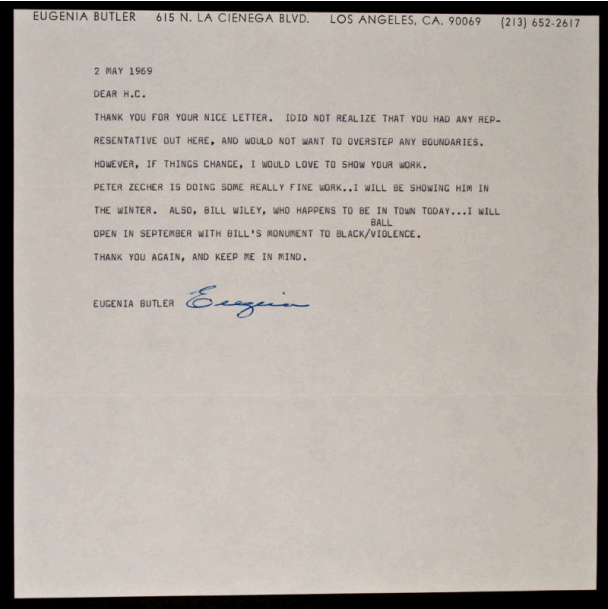 EUGENIA BUTLER 615 N. LA CIENEGA BLVD. LOS ANGELES, CA. 90069 (213) 652-2617
2 MAY 1969
DEAR H.C.
THANK YOU FOR YOUR NICE LETTER. IDID NOT REALIZE THAT YOU HAD ANY REP-
RESENTATIVE OUT HERE, AND WOULD NOT WANT TO OVERSTEP ANY BOUNDARIES.
HOWEVER, IF THINGS CHANGE, I WOULD LOVE TO SHOW YOUR WORK.
PETER ZECHER IS DOING SOME REALLY FINE WORK..I WILL BE SHOWING HIM IN
THE WINTER. ALSO, BILL WILEY, WHO HAPPENS TO BE IN TOWN TODAY...I WILL
BALL
OPEN IN SEPTEMBER WITH BILL'S MONUMENT TO BLACK/VIOLENCE.
THANK YOU AGAIN, AND KEEP ME IN MIND.
EUGENIA BUTLER Eugenia